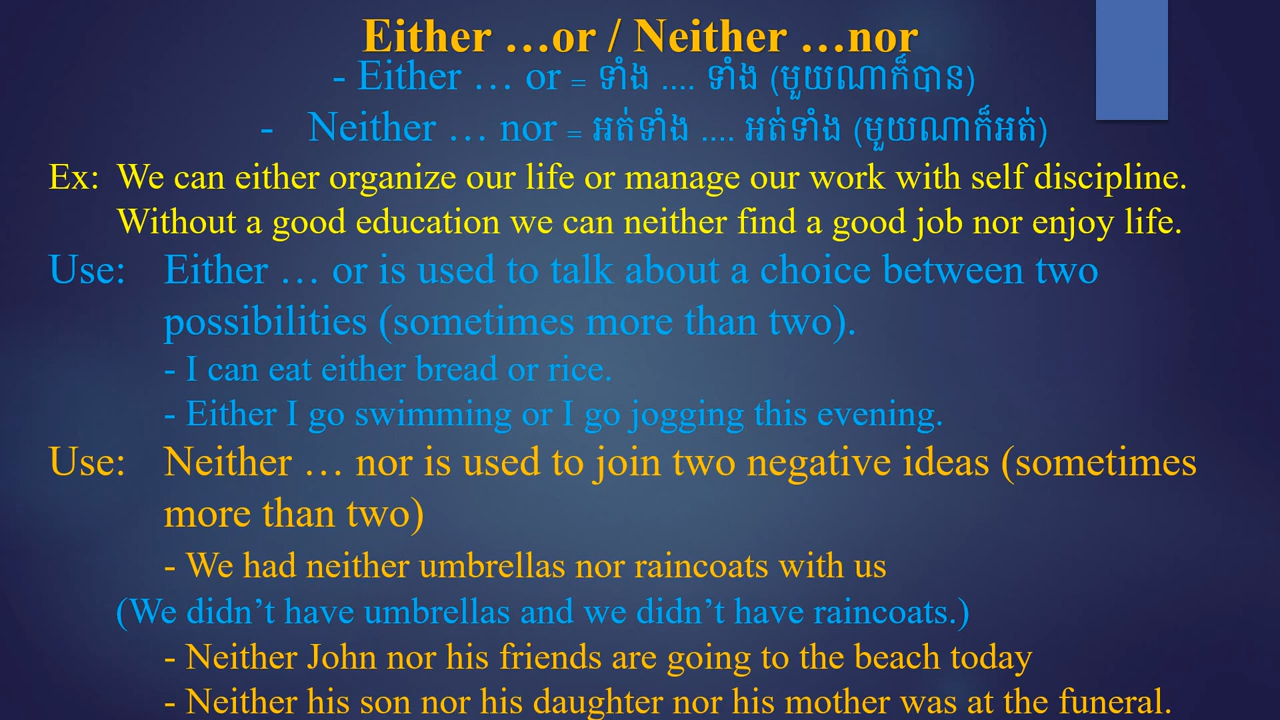 Either …or / Neither …nor
- Either … or = ទាំង .... ទាំង (មួយណាក៏បាន)
- Neither … nor = អត់ទាំង .... អត់ទាំង (មួយណាក៏អត់)
Ex: We can either organize our life or manage our work with self discipline.
Without a good education we can neither find a good job nor enjoy life.
Use: Either … or is used to talk about a choice between two
possibilities (sometimes more than two).
- I can eat either bread or rice.
- Either I go swimming or I go jogging this evening.
Use: Neither … nor is used to join two negative ideas (sometimes
more than two)
- We had neither umbrellas nor raincoats with us
(We didn’t have umbrellas and we didn’t have raincoats.)
- Neither John nor his friends are going to the beach today
- Neither his son nor his daughter nor his mother was at the funeral.